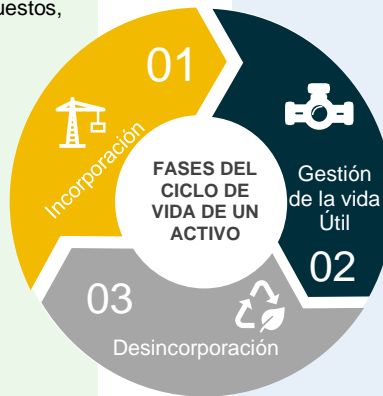 uestos,
01
Incorporación
FASES DEL
CICLO DE
VIDA DE UN
ACTIVO
Gestión
de la vida
Útil
02
03
Desincorporación